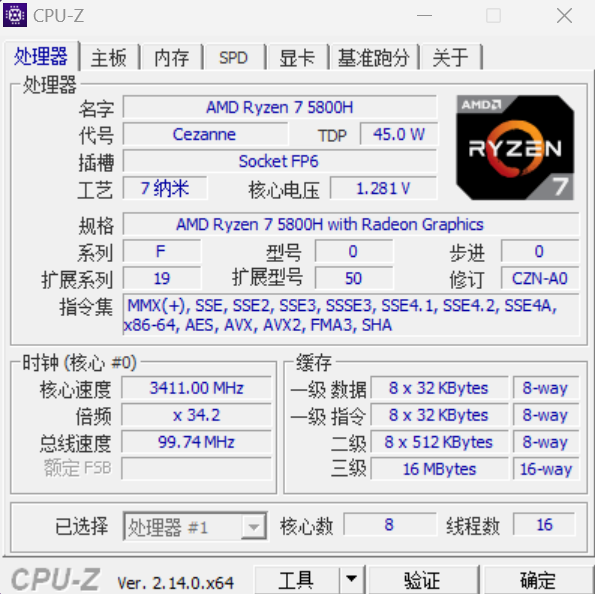 CPU-Z
处理器 主板 内存 SPD 显卡 基准跑分 关于
处理器
名字 AMD Ryzen 7 5800H
代号 Cezanne TDP 45.0 W
插槽 Socket FP6
工艺 7 纳米 核心电压 1.281 V
AMD
RYZEN
7
规格 AMD Ryzen 7 5800H with Radeon Graphics
系列 F 型号 0 步进 0
扩展系列 19 扩展型号 50 修订 CZN-A0
指令集 MMX(+), SSE, SSE2, SSE3, SSSE3, SSE4.1, SSE4.2, SSE4A,
x86-64, AES, AVX, AVX2, FMA3, SHA
时钟 (核心 #0)
核心速度 3411.00 MHz
倍频 x 34.2
总线速度 99.74 MHz
额定 FSB
缓存
一级 数据 8 x 32 KBytes 8-way
一级 指令 8 x 32 KBytes 8-way
二级 8 x 512 KBytes 8-way
三级 16 MBytes 16-way
已选择 处理器 #1 核心数 8 线程数 16
CPU-Z Ver. 2.14.0.x64 工具 验证 确定